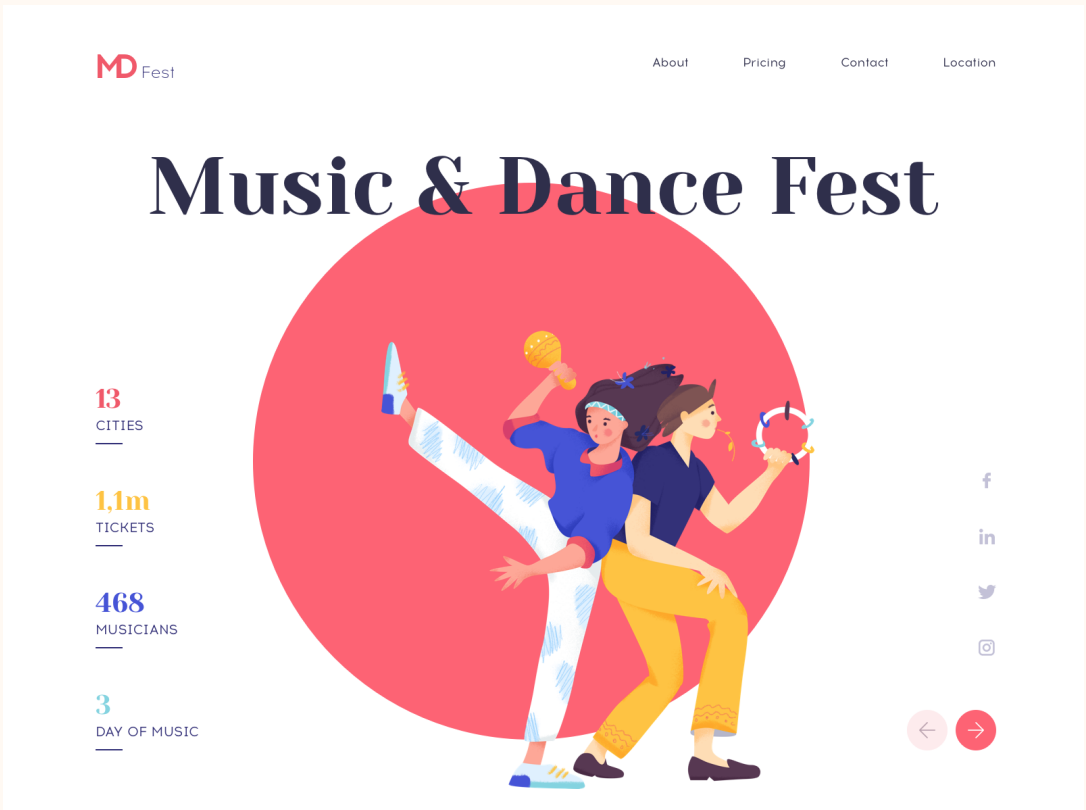 MD Fest
About Pricing Contact Location
Music & Dance Fest
13
CITIES
1,1m
TICKETS
468
MUSICIANS
3
DAY OF MUSIC